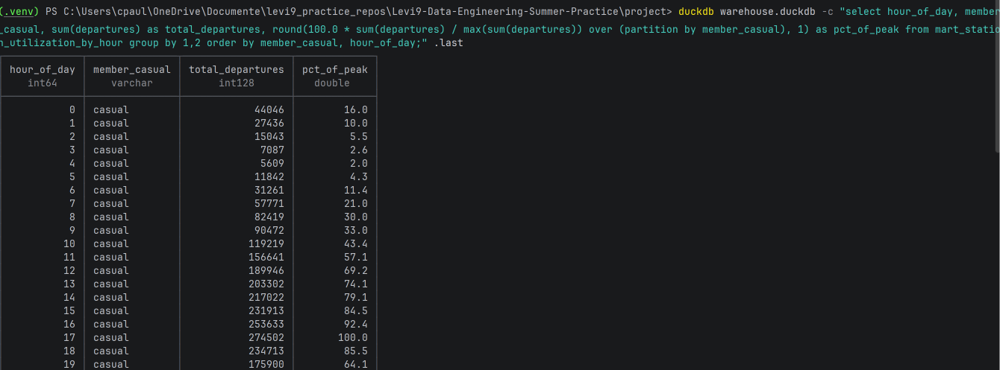 (.venv) PS C:\Users\cpaul\OneDrive\Documente\levi9_practice_repos\Levi9-Data-Engineering-Summer-Practice\project> duckdb warehouse.duckdb -c "select hour_of_day, member
_casual, sum(departures) as total_departures, round(100.0 * sum(departures) / max(sum(departures)) over (partition by member_casual), 1) as pct_of_peak from mart_statio
n_utilization_by_hour group by 1,2 order by member_casual, hour_of_day;" .last
hour_of_day member_casual total_departures pct_of_peak
int64 varchar int128 double
0 casual 44046 16.0
1 casual 27436 10.0
2 casual 15043 5.5
3 casual 7087 2.6
4 casual 5609 2.0
5 casual 11842 4.3
6 casual 31261 11.4
7 casual 57771 21.0
8 casual 82419 30.0
9 casual 90472 33.0
10 casual 119219 43.4
11 casual 156641 57.1
12 casual 189946 69.2
13 casual 203302 74.1
14 casual 217022 79.1
15 casual 231913 84.5
16 casual 253633 92.4
17 casual 274502 100.0
18 casual 234713 85.5
19 casual 175900 64.1